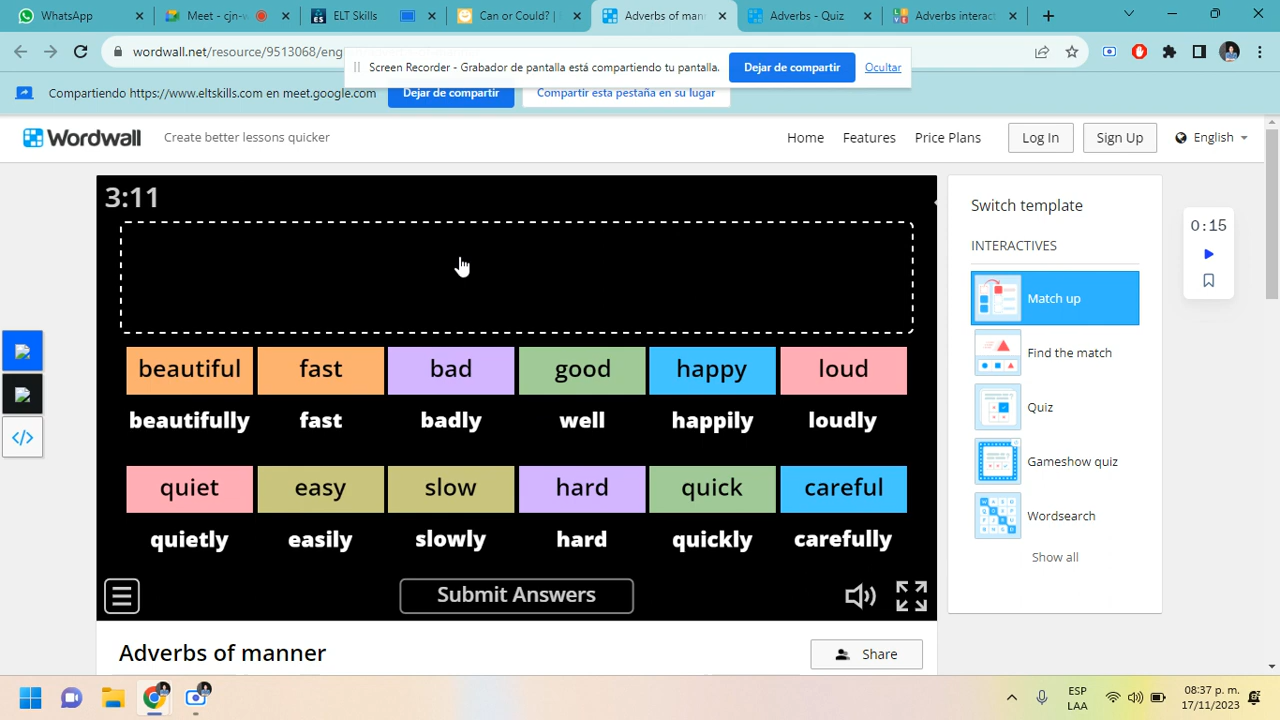 WhatsApp
Meet - cjn-w
ELT Skills
Can or Could? |
Adverbs of man
Adverbs - Quiz
Adverbs interac
wordwall.net/resource/9513068/eng
Screen Recorder - Grabador de pantalla está compartiendo tu pantalla.
Dejar de compartir
Ocultar
Compartiendo https://www.eltskills.com en meet.google.com
Dejar de compartir
Compartir esta pestaña en su lugar
Wordwall
Create better lessons quicker
Home
Features
Price Plans
Log In
Sign Up
English
3:11
beautiful fast bad good happy loud
beautifully fast badly well happily loudly
quiet easy slow hard quick careful
quietly easily slowly hard quickly carefully
Submit Answers
Switch template
INTERACTIVES
Match up
Find the match
Quiz
Gameshow quiz
Wordsearch
Show all
0:15
Adverbs of manner
Share
ESP
LAA
08:37 p. m.
17/11/2023